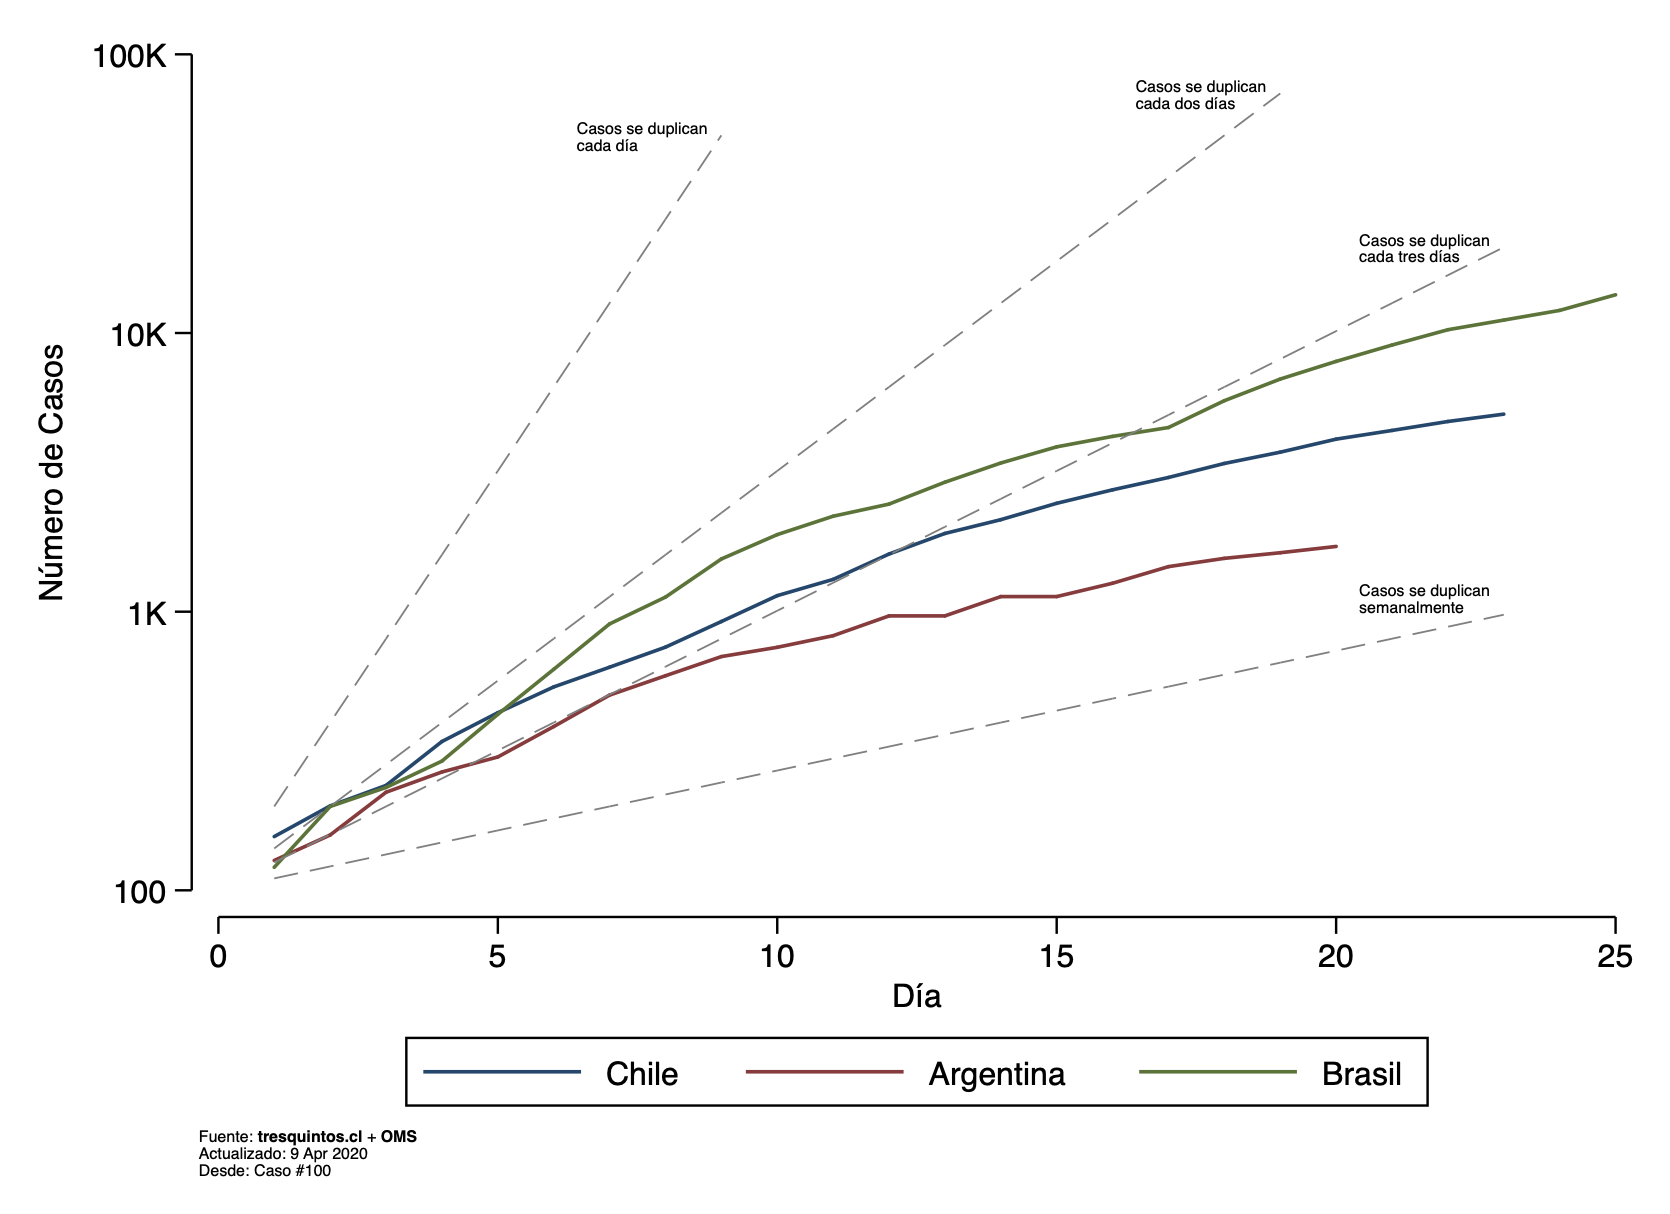 100K
10K
1K
100
Número de Casos
Casos se duplican
cada día
Casos se duplican
cada dos días
Casos se duplican
cada tres días
Casos se duplican
semanalmente
0 5 10 15 20 25
Día
Chile Argentina Brasil
Fuente: tresquintos.cl + OMS
Actualizado: 9 Apr 2020
Desde: Caso #100